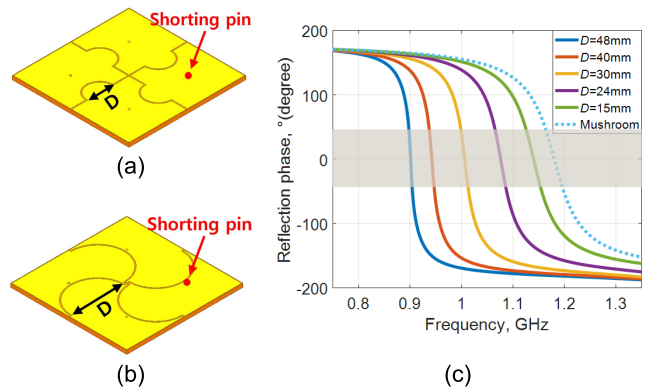 Shorting pin
D
(a)
Shorting pin
D
(b)
Reflection phase, °(degree)
200
100
0
-100
-200
0.8 0.9 1 1.1 1.2 1.3
Frequency, GHz
D=48mm
D=40mm
D=30mm
D=24mm
D=15mm
Mushroom
(c)